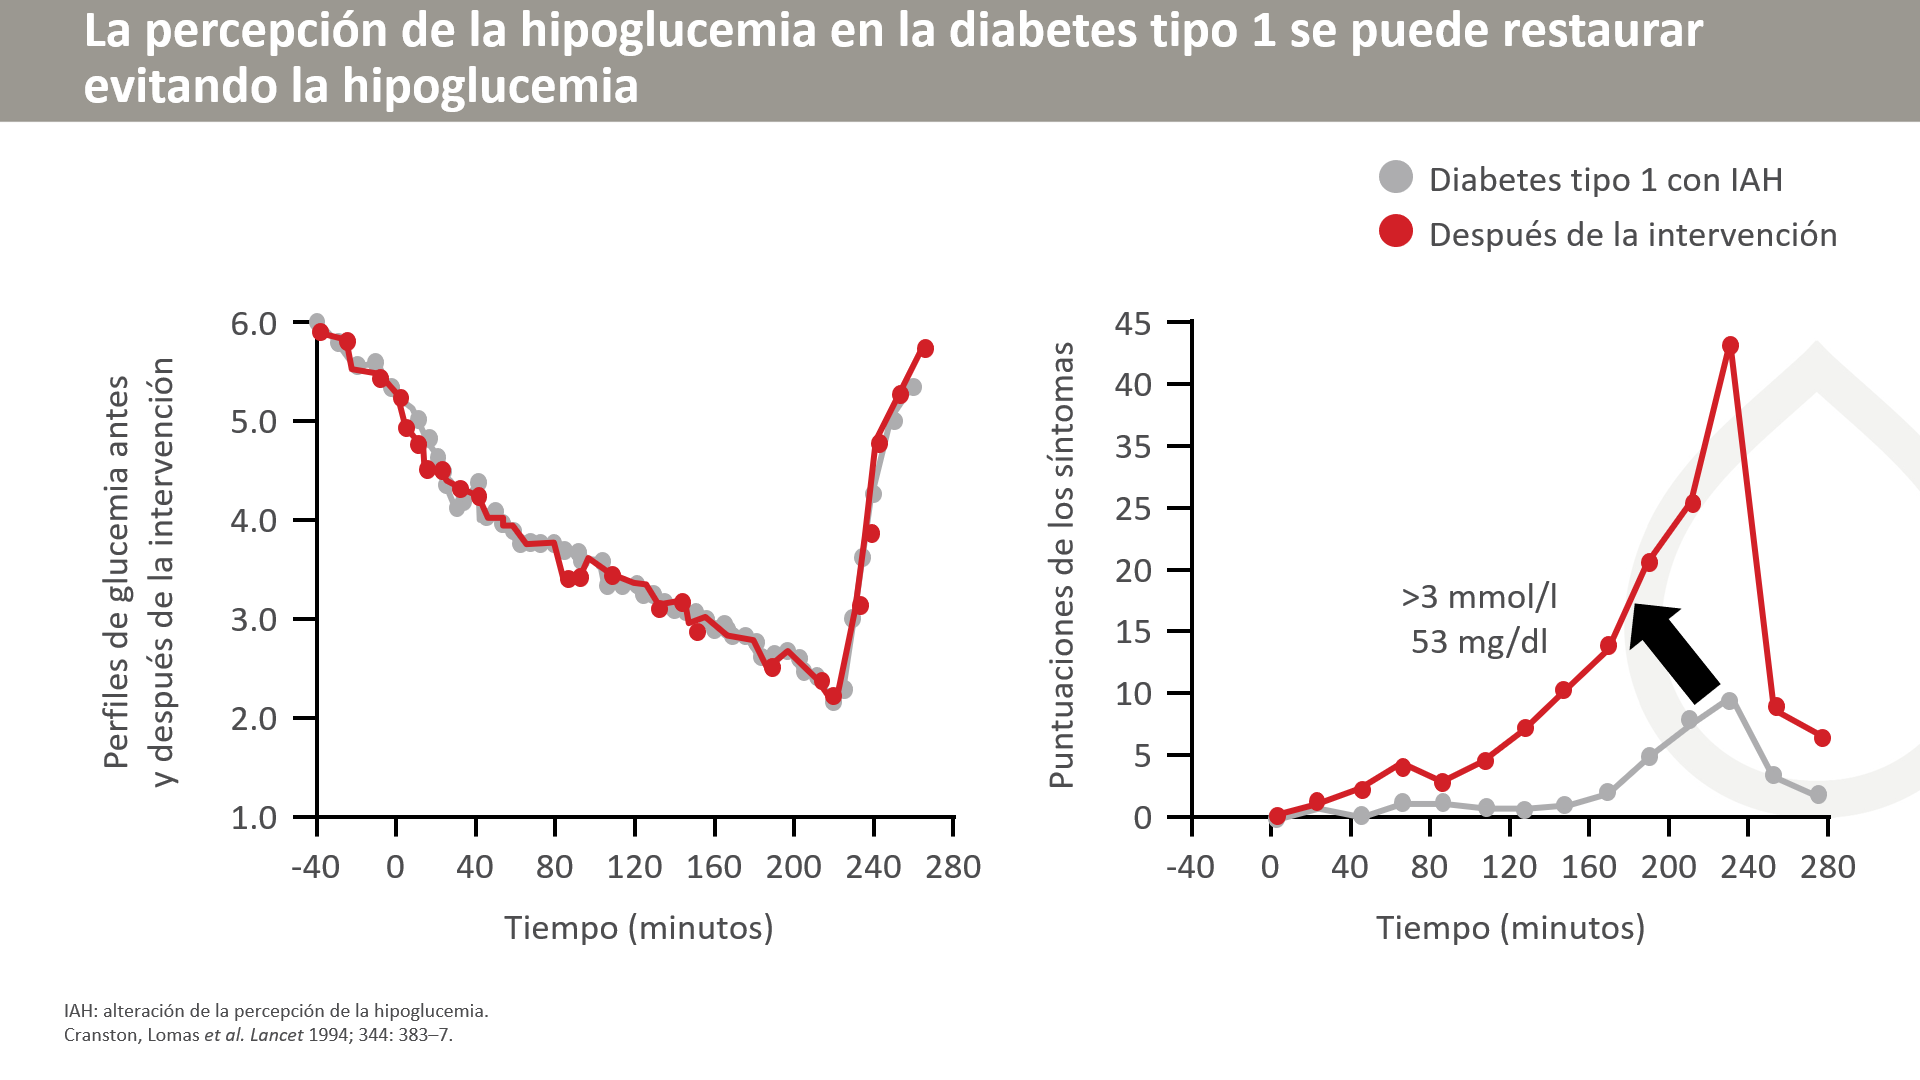 La percepción de la hipoglucemia en la diabetes tipo 1 se puede restaurar
evitando la hipoglucemia
Diabetes tipo 1 con IAH
Después de la intervención
Perfiles de glucemia antes
y después de la intervención
6.0
5.0
4.0
3.0
2.0
1.0
-40 0 40 80 120 160 200 240 280
Tiempo (minutos)
Puntuaciones de los síntomas
45
40
35
25
20
15
10
5
0
>3 mmol/l
53 mg/dl
-40 0 40 80 120 160 200 240 280
Tiempo (minutos)
IAH: alteración de la percepción de la hipoglucemia.
Cranston, Lomas et al. Lancet 1994; 344: 383–7.